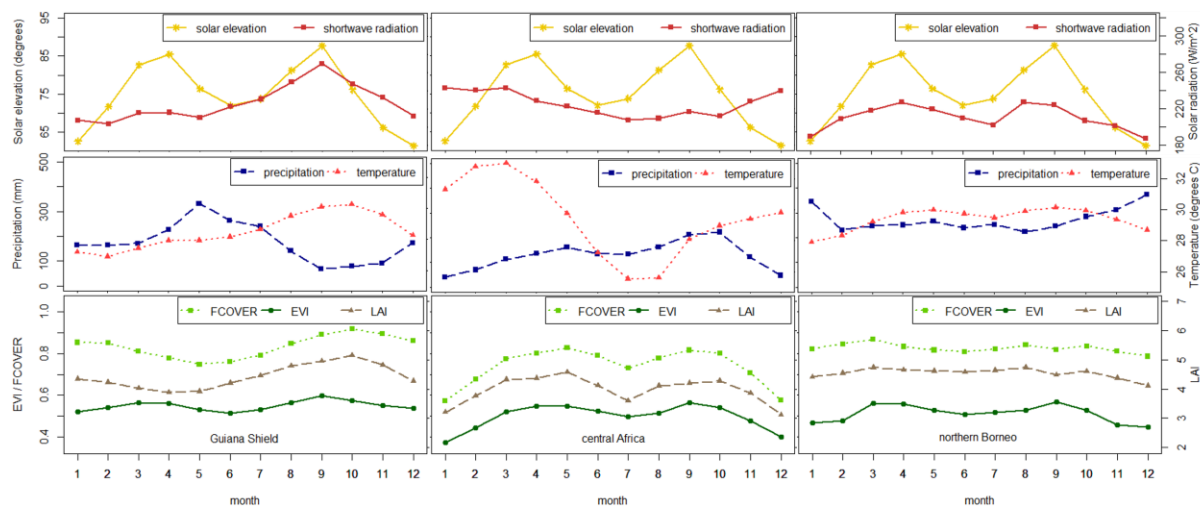 solar elevation shortwave radiation
solar elevation shortwave radiation
solar elevation shortwave radiation
Solar elevation (degrees)
95
85
75
65
Solar radiation (W/m^2)
320
280
240
220
180
precipitation temperature
precipitation temperature
precipitation temperature
Precipitation (mm)
500
300
100
0
Temperature (degrees C)
32
30
28
26
FCOVER EVI LAI
FCOVER EVI LAI
FCOVER EVI LAI
EVI / FCOVER
1.0
0.8
0.6
0.4
LAI
7
6
5
4
3
2
Guiana Shield
central Africa
northern Borneo
1 2 3 4 5 6 7 8 9 10 11 12
1 2 3 4 5 6 7 8 9 10 11 12
1 2 3 4 5 6 7 8 9 10 11 12
month
month
month